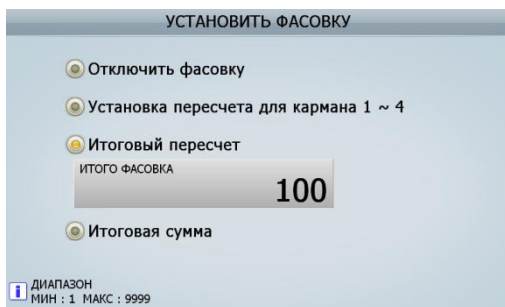 УСТАНОВИТЬ ФАСОВКУ
Отключить фасовку
Установка пересчета для кармана 1 ~ 4
Итоговый пересчет
ИТОГО ФАСОВКА
100
Итоговая сумма
ДИАПАЗОН
МИН : 1 МАКС : 9999